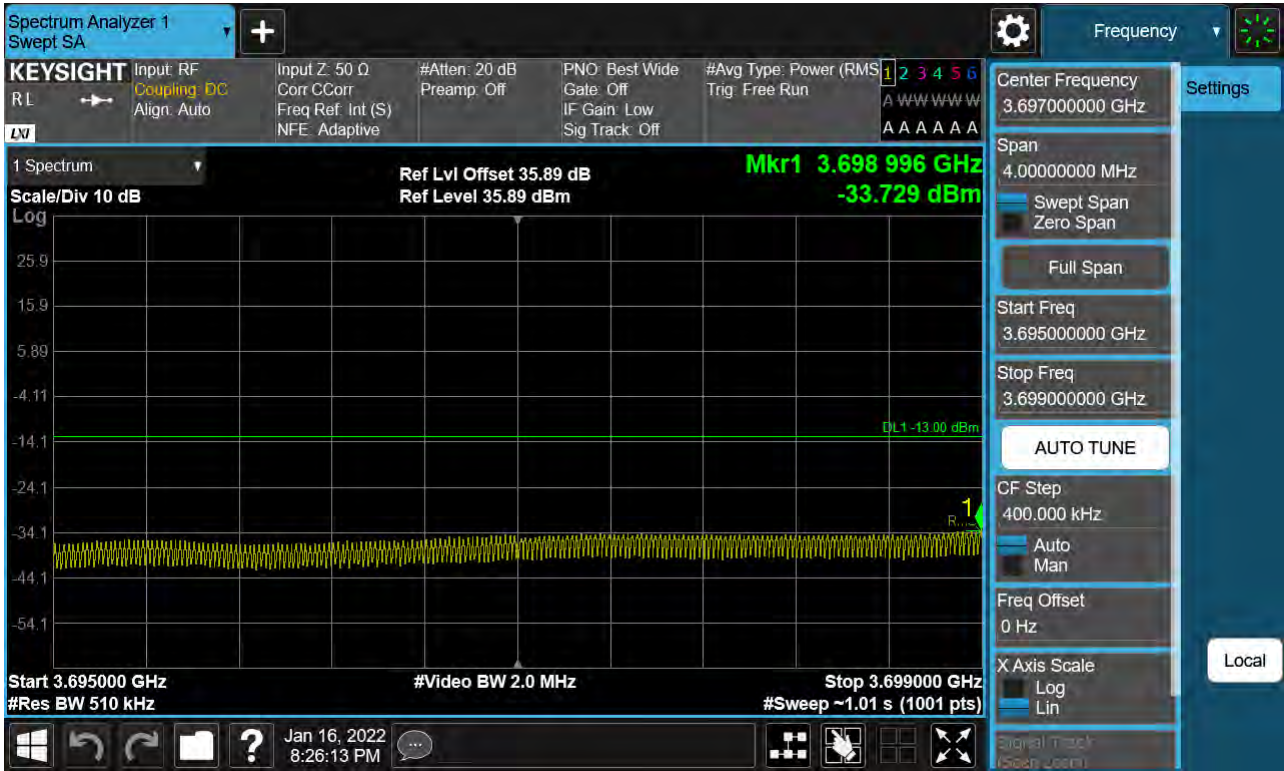 Spectrum Analyzer 1
Swept SA
Frequency
KEYSIGHT
R L
LXI
Input: RF
Coupling: DC
Align: Auto
Input Z: 50 Ω
Corr CCorr
Freq Ref: Int (S)
NFE: Adaptive
#Atten: 20 dB
Preamp: Off
PNO: Best Wide
Gate: Off
IF Gain: Low
Sig Track: Off
#Avg Type: Power (RMS
Trig: Free Run
1 2 3 4 5 6
A W W W W W
A A A A A A
1 Spectrum
Scale/Div 10 dB
Log
Ref Lvl Offset 35.89 dB
Ref Level 35.89 dBm
Mkr1 3.698 996 GHz
-33.729 dBm
25.9
15.9
5.89
-4.11
-14.1
-24.1
-34.1
-44.1
-54.1
DL1 -13.00 dBm
1
Start 3.695000 GHz
#Res BW 510 kHz
#Video BW 2.0 MHz
Stop 3.699000 GHz
#Sweep ~1.01 s (1001 pts)
Center Frequency
3.697000000 GHz
Span
4.00000000 MHz
Swept Span
Zero Span
Full Span
Start Freq
3.695000000 GHz
Stop Freq
3.699000000 GHz
AUTO TUNE
CF Step
400.000 kHz
Auto
Man
Freq Offset
0 Hz
X Axis Scale
Log
Lin
Signal Track
(Span Zoom)
Settings
Local
?
Jan 16, 2022
8:26:13 PM